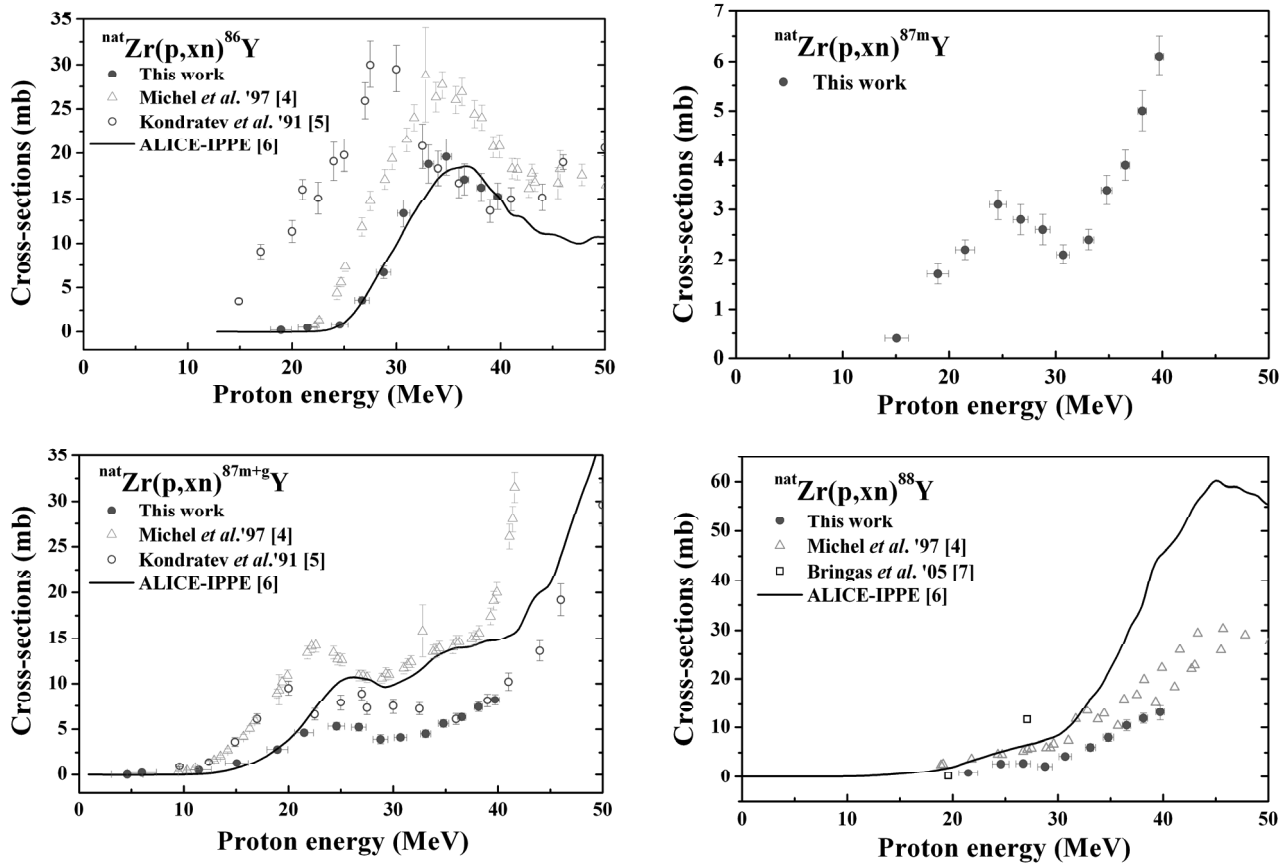 natZr(p,xn)86Y
This work
Michel et al. '97 [4]
Kondratev et al. '91 [5]
ALICE-IPPE [6]
Cross-sections (mb)
35
30
25
20
15
10
5
0
0 10 20 30 40 50
Proton energy (MeV)
natZr(p,xn)87mY
This work
Cross-sections (mb)
7
6
5
4
3
2
1
0
0 10 20 30 40 50
Proton energy (MeV)
natZr(p,xn)87m+gY
This work
Michel et al.'97 [4]
Kondratev et al.'91 [5]
ALICE-IPPE [6]
Cross-sections (mb)
35
30
25
20
15
10
5
0
0 10 20 30 40 50
Proton energy (MeV)
natZr(p,xn)88Y
This work
Michel et al. '97 [4]
Bringas et al. '05 [7]
ALICE-IPPE [6]
Cross-sections (mb)
60
50
40
30
20
10
0
0 10 20 30 40 50
Proton energy (MeV)